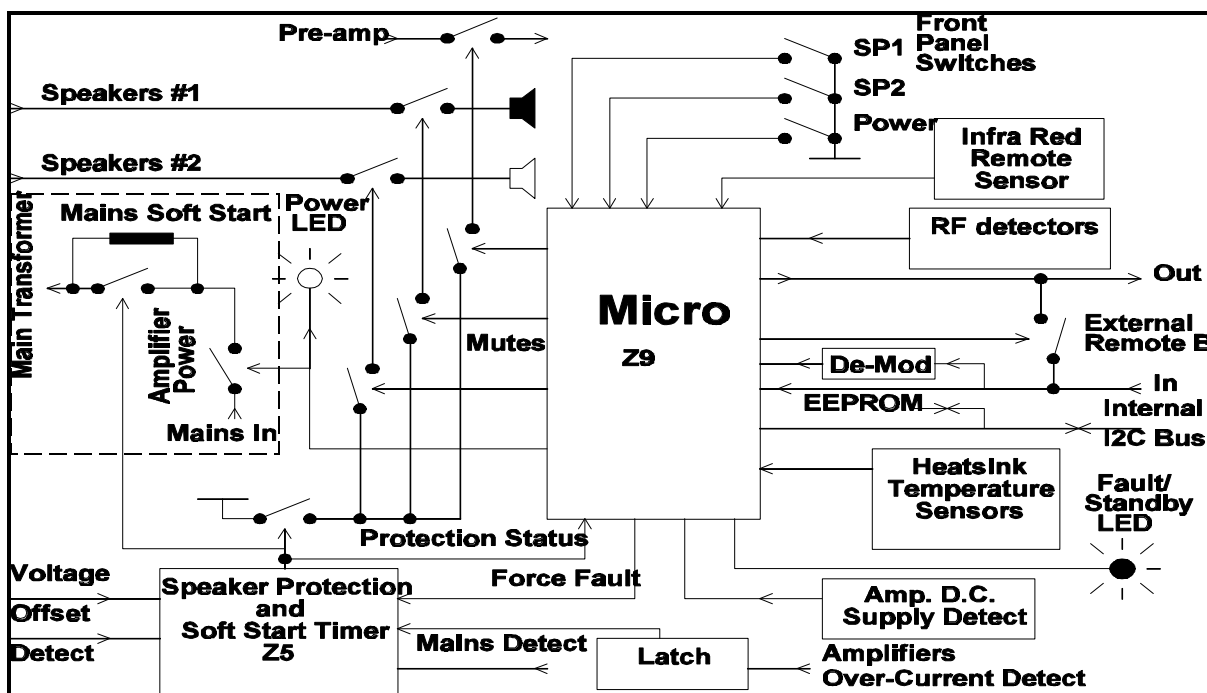 Pre-amp
Speakers #1
Speakers #2
SP1
SP2
Power
Front
Panel
Switches
Infra Red
Remote
Sensor
RF detectors
Out
External
Remote B
In
Internal
I2C Bus
De-Mod
EEPROM
Micro
Z9
Mutes
Power
LED
Mains Soft Start
Main Transformer
Amplifier
Power
Mains In
HeatsInk
Temperature
Sensors
Fault/
Standby
LED
Protection Status
Force Fault
Amp. D.C.
Supply Detect
Voltage
Offset
Detect
Speaker Protection
and
Soft Start Timer
Z5
Mains Detect
Latch
Amplifiers
Over-Current Detect